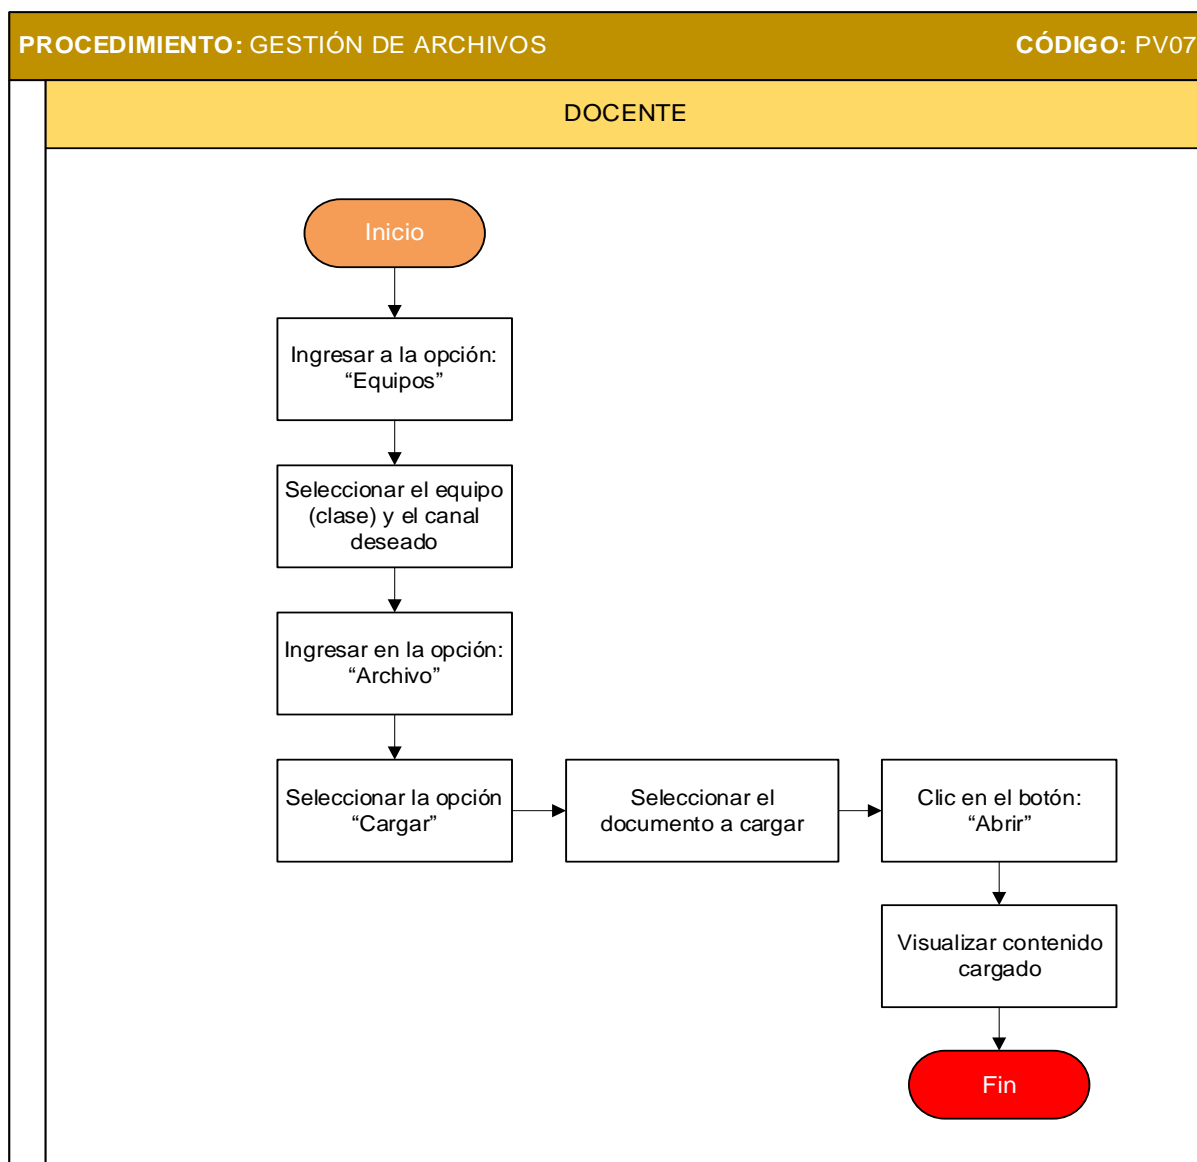 PROCEDIMIENTO: GESTIÓN DE ARCHIVOS CÓDIGO: PV07
DOCENTE
Inicio
Ingresar a la opción:
“Equipos”
Seleccionar el equipo
(clase) y el canal
deseado
Ingresar en la opción:
“Archivo”
Seleccionar la opción
“Cargar”
Seleccionar el
documento a cargar
Clic en el botón:
“Abrir”
Visualizar contenido
cargado
Fin